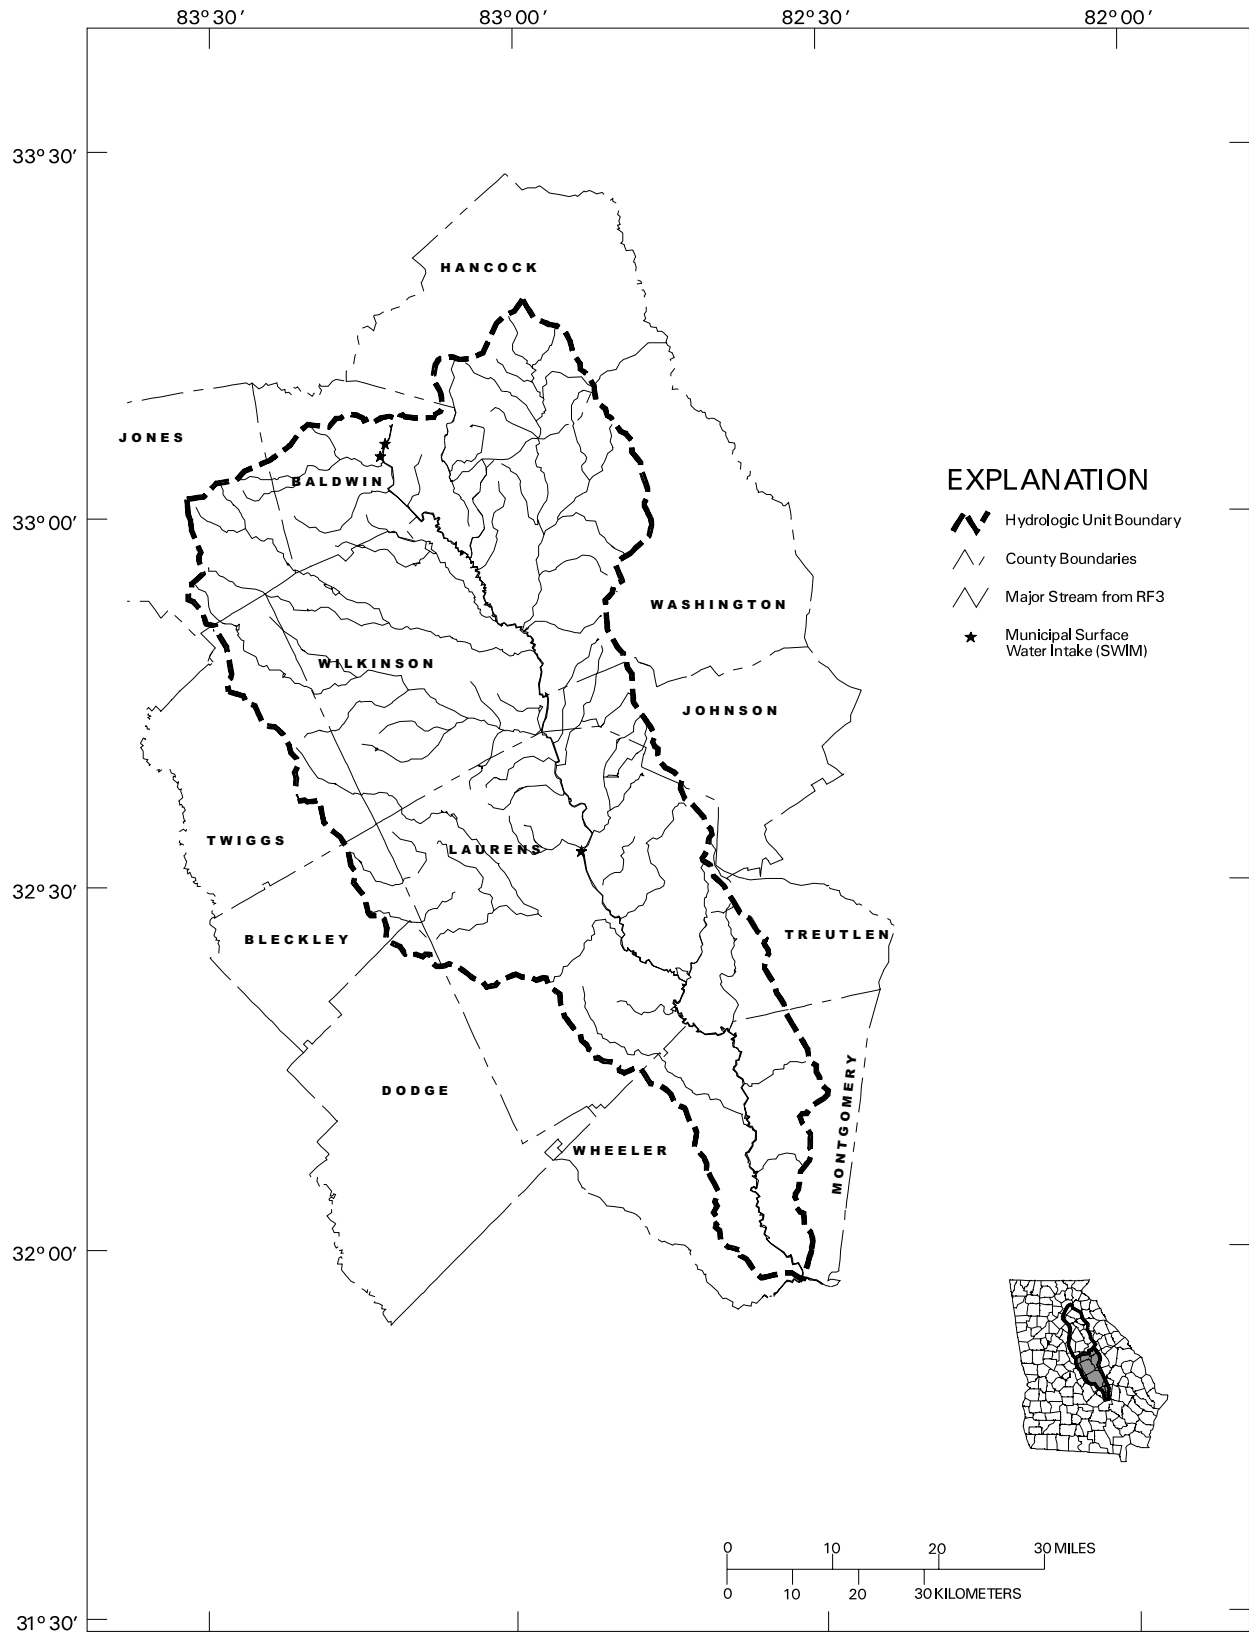 83° 30 ′ 83° 00 ′ 82° 30 ′ 82° 00 ′
33° 30′
HANCOCK
JONES
EXPLANATION
BALDWIN
33° 00′
Hydrologic Unit Boundary
County Boundaries
Major Stream from RF3
WASHINGTON
Municipal Surface
Water Intake (SWIM)
WILKINSON
JOHNSON
TWIGGS
LAURENS
32° 30′
BLECKLEY
TREUTLEN
DODGE
MONTGOMERY
WHEELER
32° 00′
0 10 20 30 MILES
0 10 20 30 KILOMETERS
31° 30′